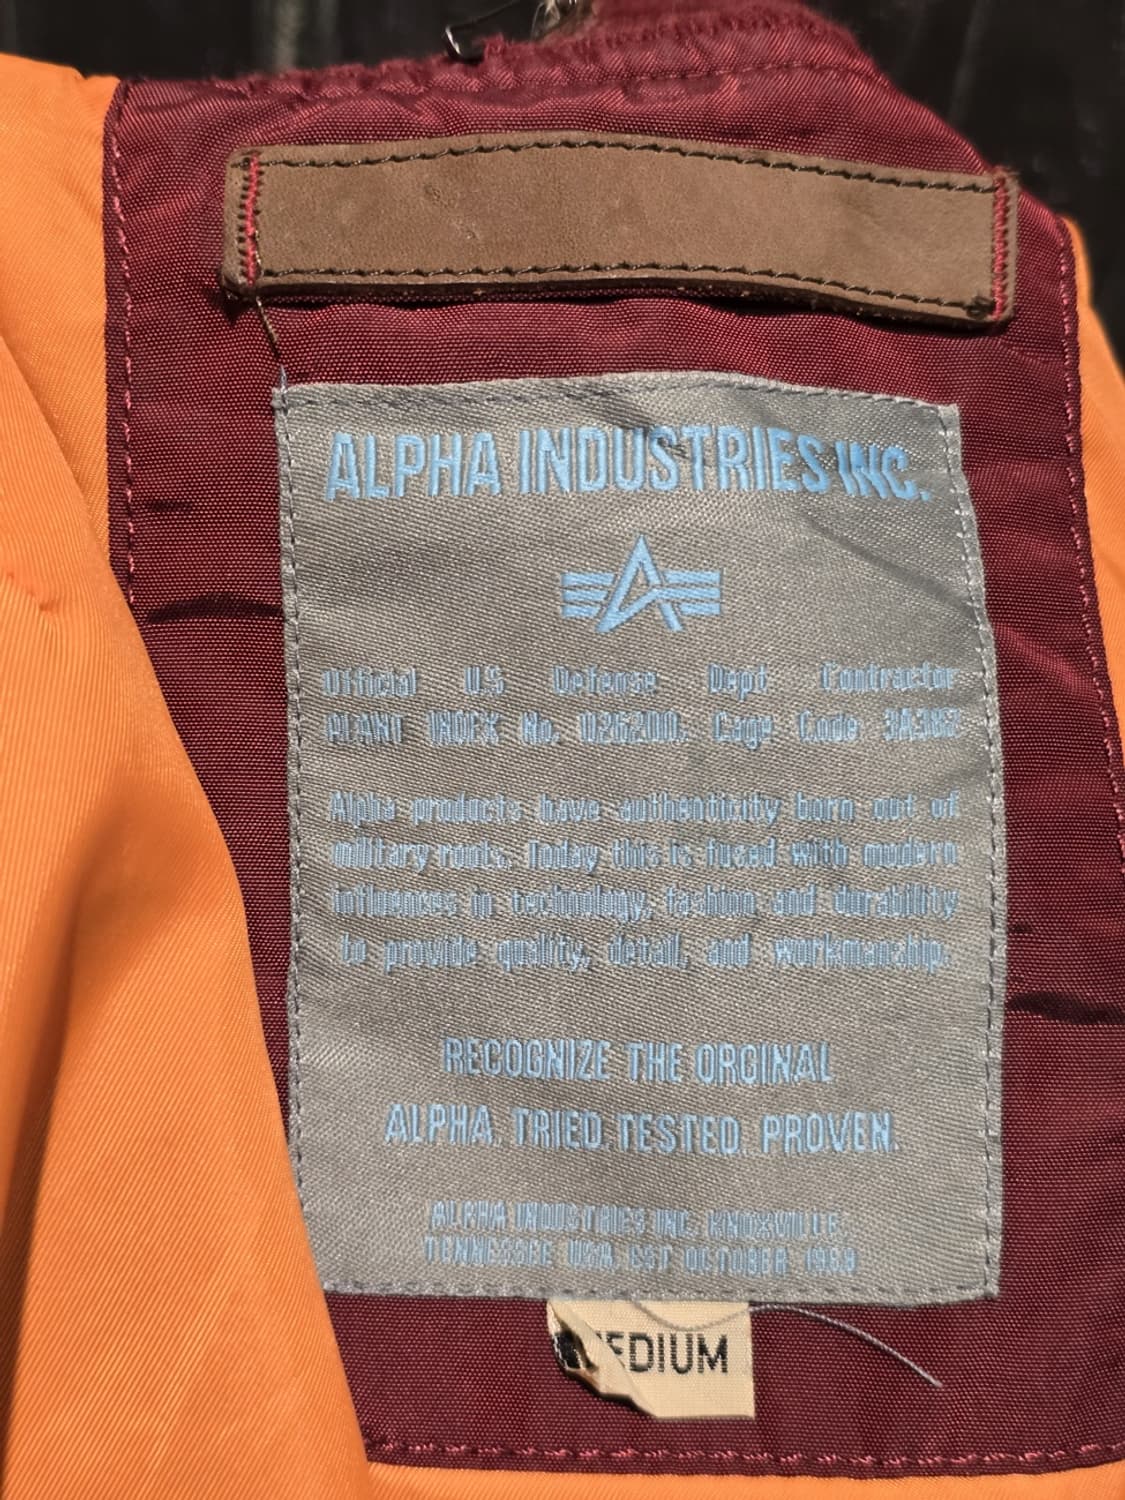 ALPHA INDUSTRIES INC.
Official US Defense Dept Contractor
PLANT INDEX No. 026200. Cage Code 3A382
Alpha products have authenticity born out of
military roots. Today this is fused with modern
influences in technology, fashion and durability
to provide quality, detail, and workmanship.
RECOGNIZE THE ORGINAL
ALPHA. TRIED. TESTED. PROVEN.
ALPHA INDUSTRIES INC. KNOXVILLE,
TENNESSEE USA. EST OCTOBER 1959
MEDIUM